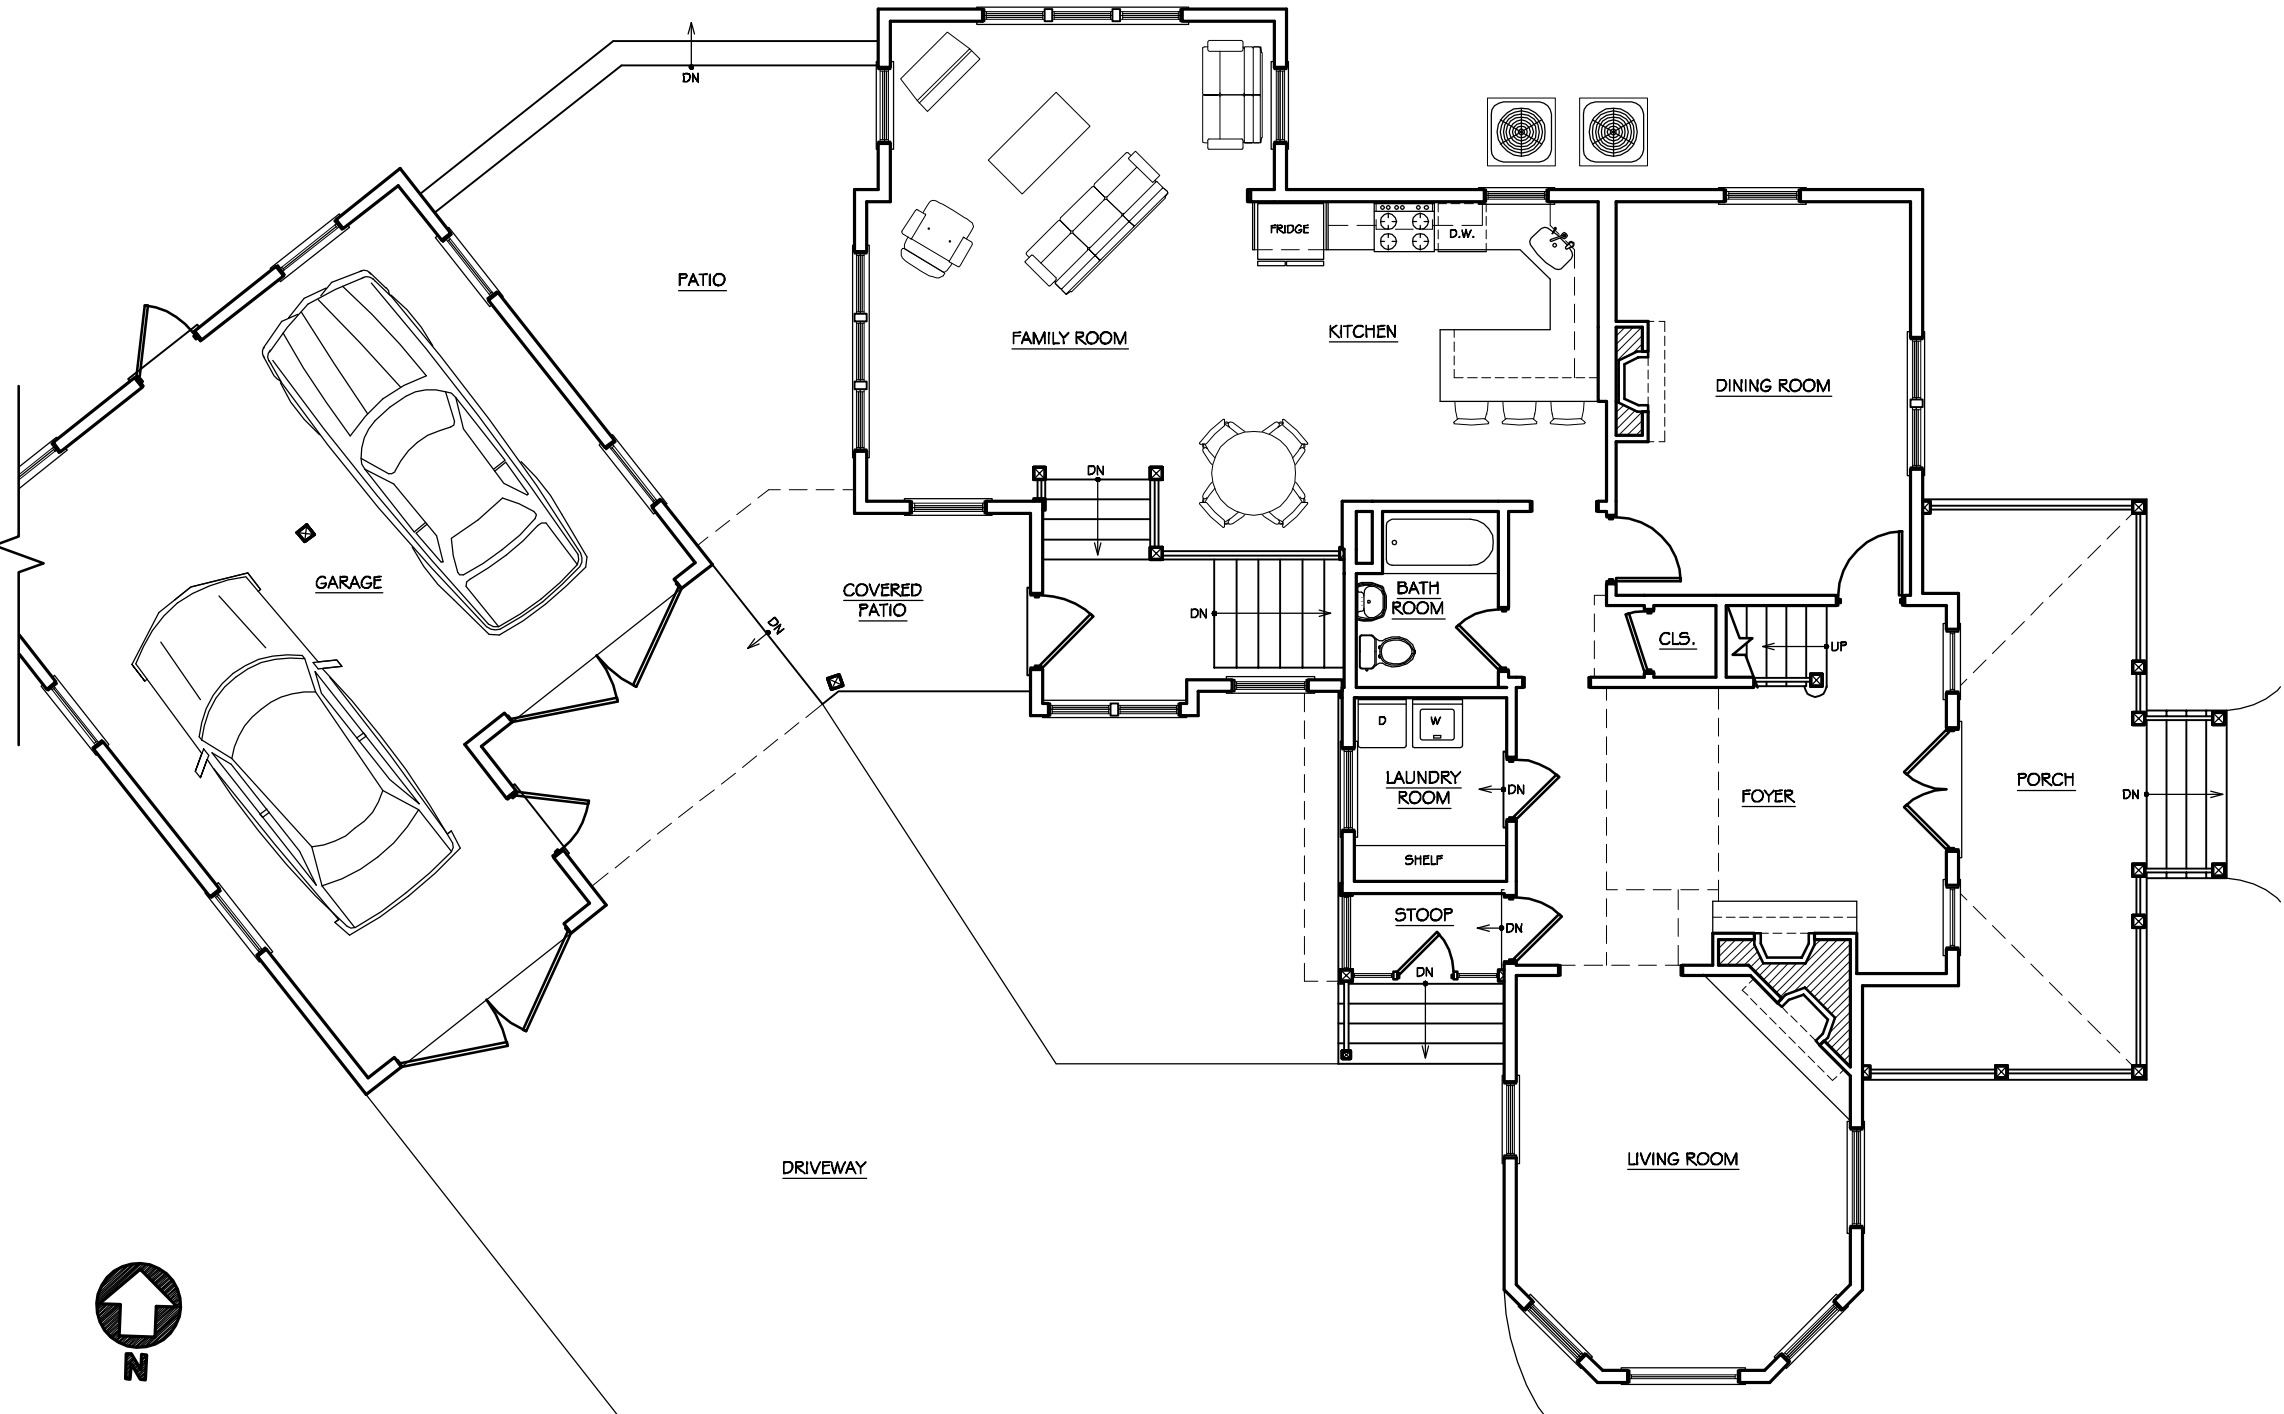 DN
FRIDGE
D.W.
PATIO
FAMILY ROOM
KITCHEN
DINING ROOM
DN
GARAGE
COVERED
PATIO
BATH
ROOM
DN
DN
CLS.
UP
D
W
LAUNDRY
ROOM
DN
FOYER
PORCH
DN
SHELF
STOOP
DN
DN
LIVING ROOM
DRIVEWAY
N